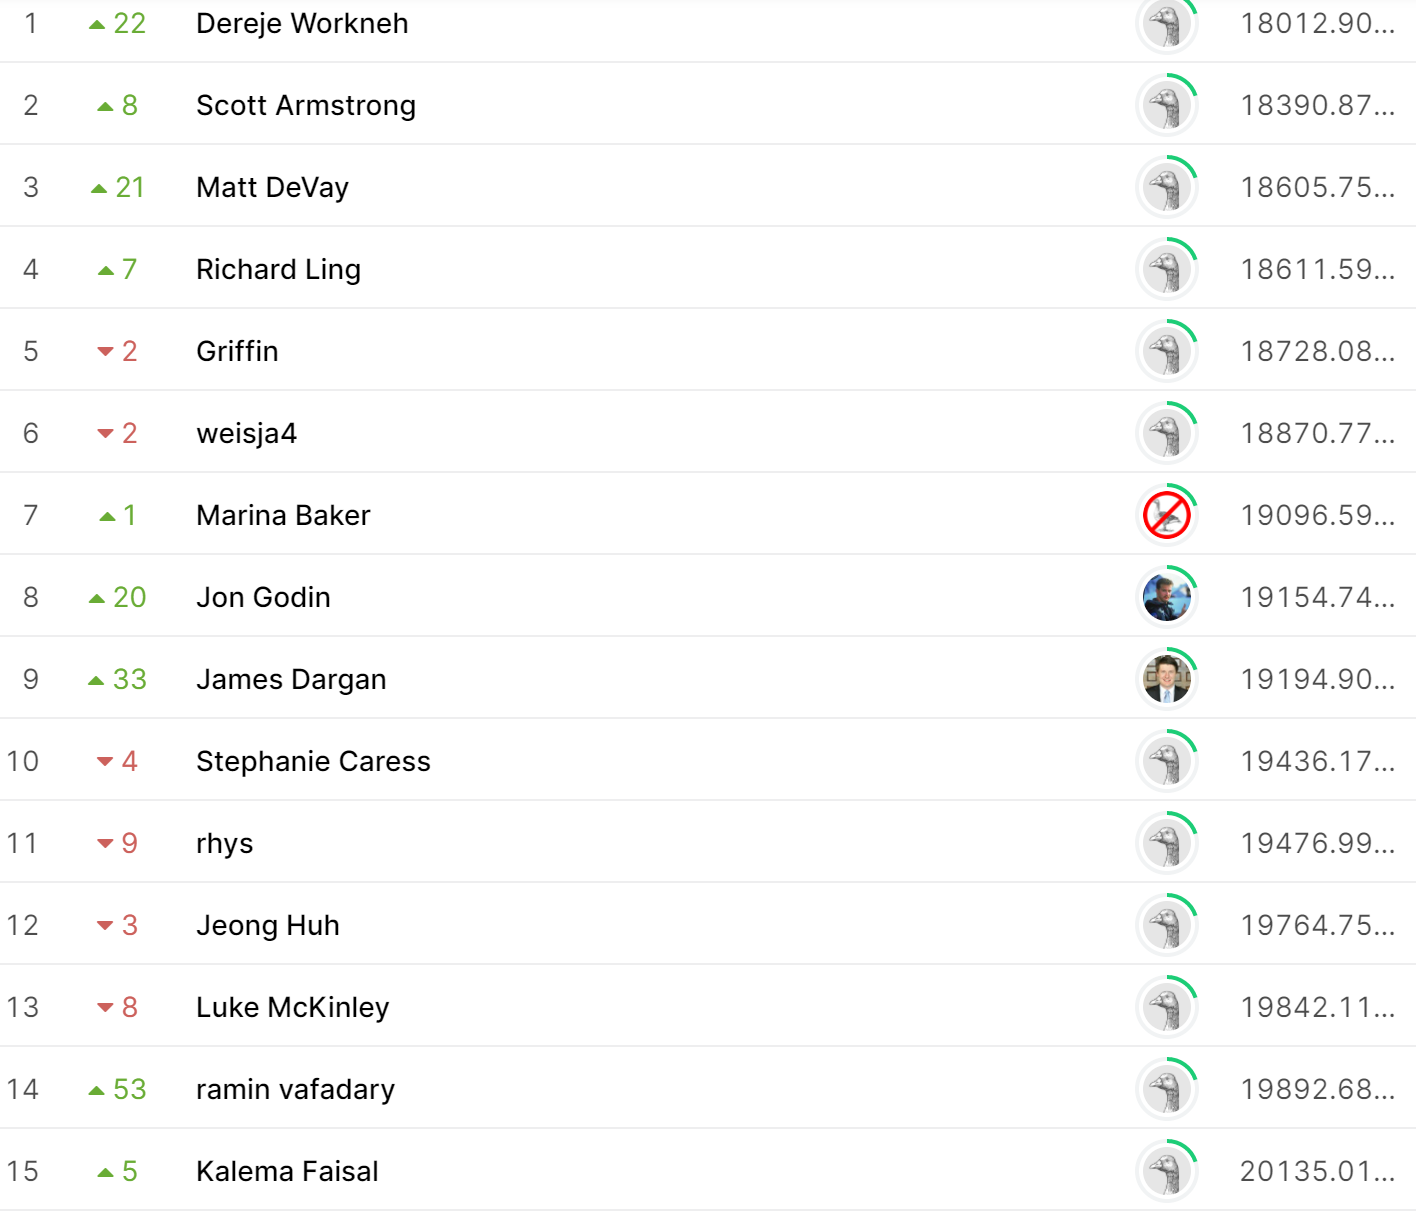 1 ▲ 22 Dereje Workneh 18012.90...
2 ▲ 8 Scott Armstrong 18390.87...
3 ▲ 21 Matt DeVay 18605.75...
4 ▲ 7 Richard Ling 18611.59...
5 ▼ 2 Griffin 18728.08...
6 ▼ 2 weisja4 18870.77...
7 ▲ 1 Marina Baker 19096.59...
8 ▲ 20 Jon Godin 19154.74...
9 ▲ 33 James Dargan 19194.90...
10 ▼ 4 Stephanie Caress 19436.17...
11 ▼ 9 rhys 19476.99...
12 ▼ 3 Jeong Huh 19764.75...
13 ▼ 8 Luke McKinley 19842.11...
14 ▲ 53 ramin vafadary 19892.68...
15 ▲ 5 Kalema Faisal 20135.01...